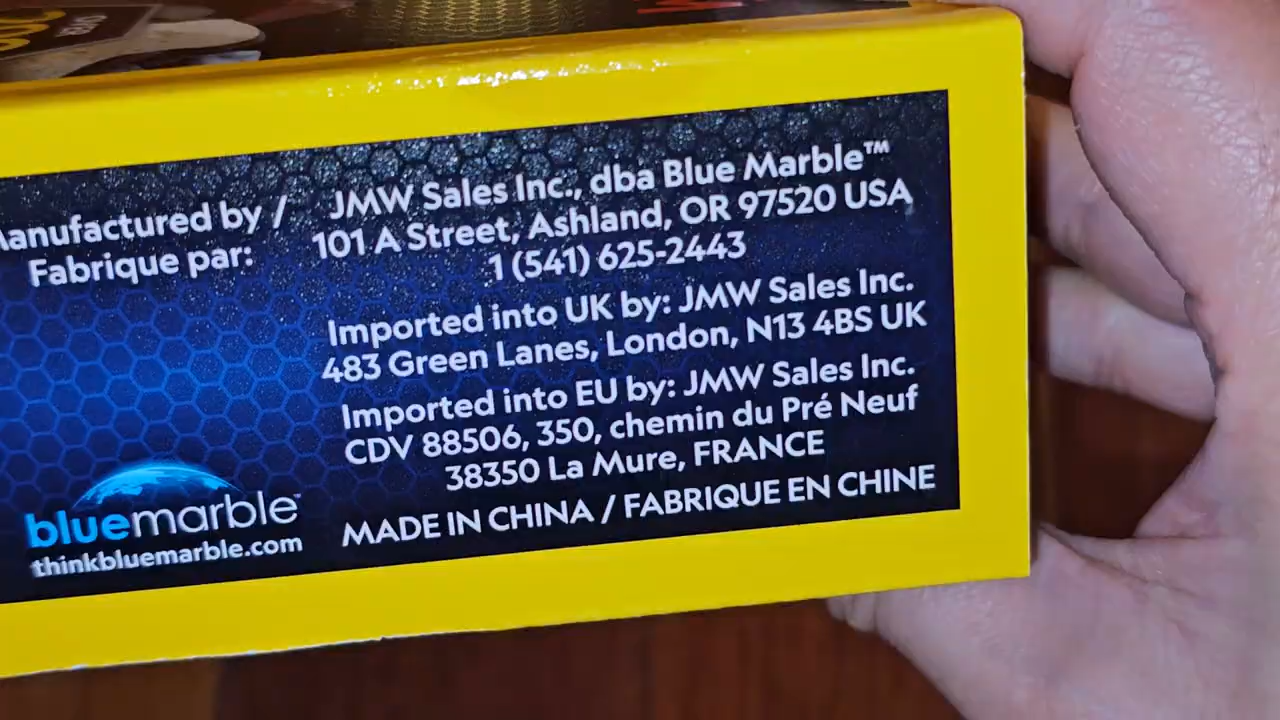 Manufactured by /
Fabrique par:
JMW Sales Inc., dba Blue Marble™
101 A Street, Ashland, OR 97520 USA
1 (541) 625-2443
Imported into UK by: JMW Sales Inc.
483 Green Lanes, London, N13 4BS UK
Imported into EU by: JMW Sales Inc.
CDV 88506, 350, chemin du Pré Neuf
38350 La Mure, FRANCE
MADE IN CHINA / FABRIQUE EN CHINE
bluemarble™
thinkbluemarble.com